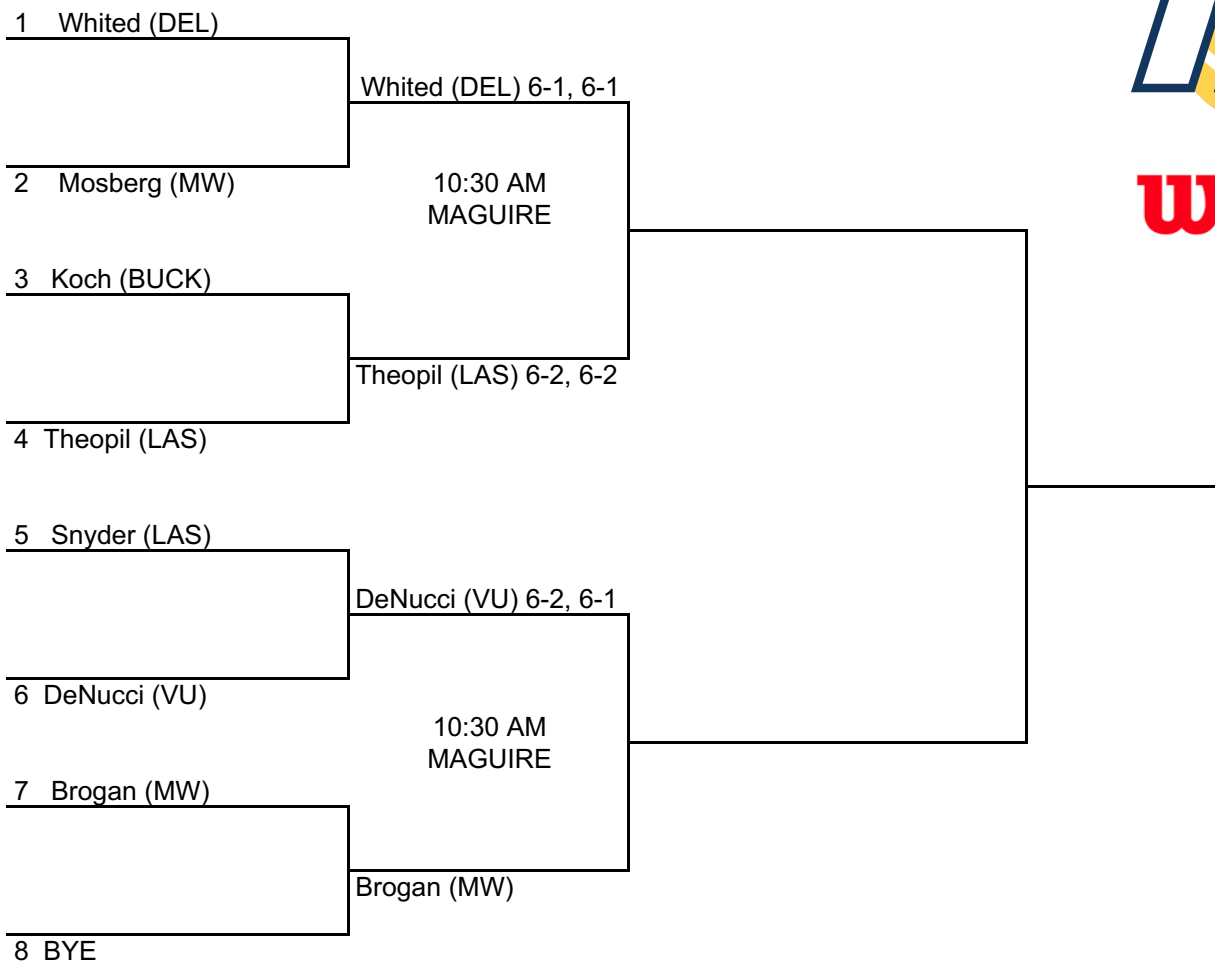 1 Whited (DEL)
Whited (DEL) 6-1, 6-1
2 Mosberg (MW)
10:30 AM
MAGUIRE
3 Koch (BUCK)
Theopil (LAS) 6-2, 6-2
4 Theopil (LAS)
5 Snyder (LAS)
DeNucci (VU) 6-2, 6-1
6 DeNucci (VU)
10:30 AM
MAGUIRE
7 Brogan (MW)
Brogan (MW)
8 BYE